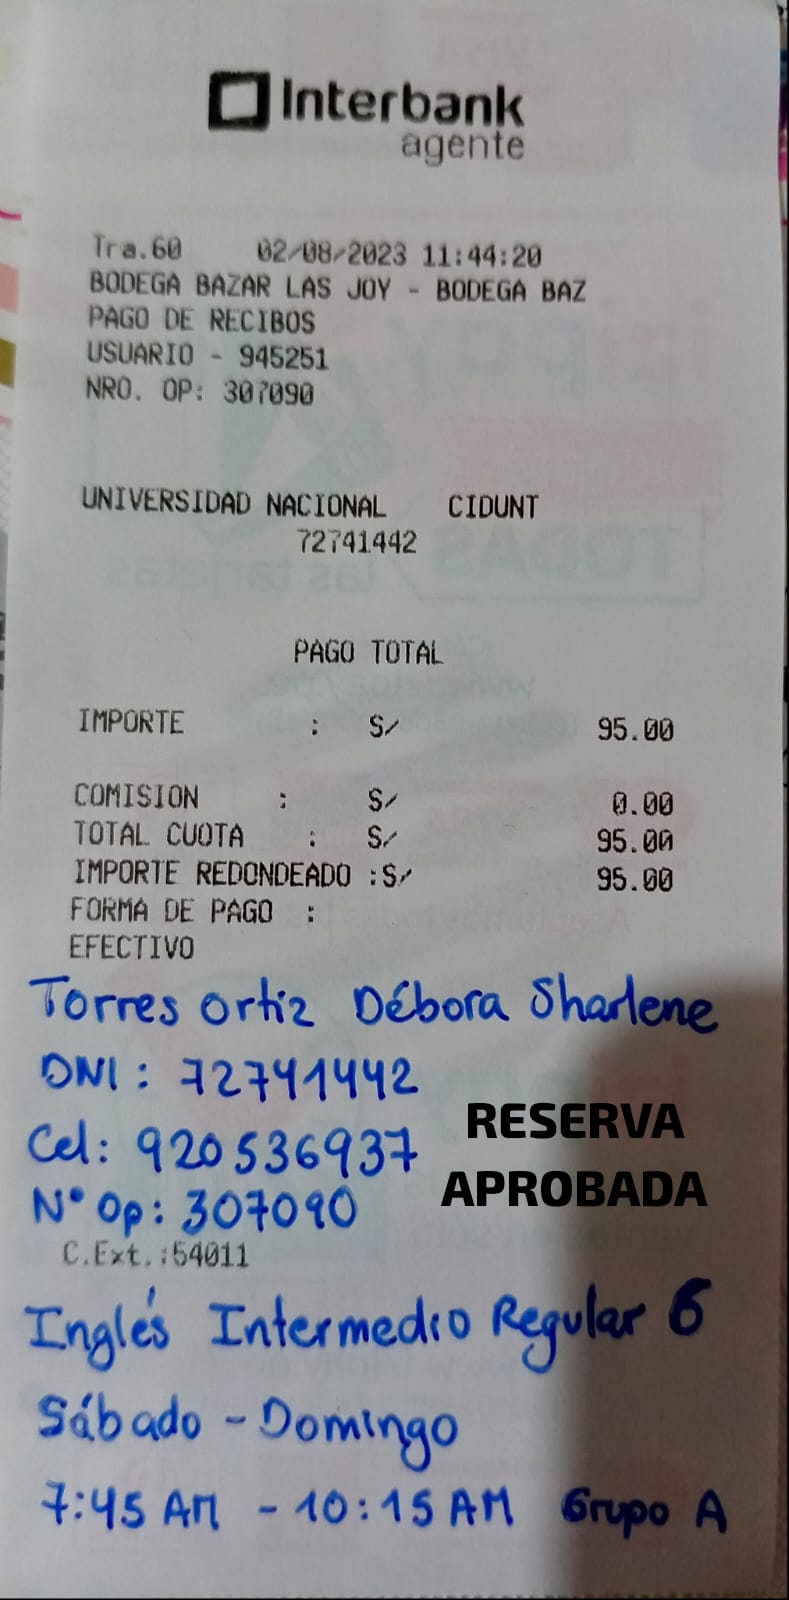 Interbank
agente
Tra.60 02/08/2023 11:44:20
BODEGA BAZAR LAS JOY - BODEGA BAZ
PAGO DE RECIBOS
USUARIO - 945251
NRO. OP: 307090
UNIVERSIDAD NACIONAL CIDUNT
72741442
PAGO TOTAL
IMPORTE : S/ 95.00
COMISION : S/ 0.00
TOTAL CUOTA : S/ 95.00
IMPORTE REDONDEADO :S/ 95.00
FORMA DE PAGO :
EFECTIVO
Torres Ortiz Débora Sharlene
DNI : 72741442
Cel: 920536937
RESERVA
APROBADA
N° Op: 307090
C.Ext.:54011
Inglés Intermedio Regular 6
Sábado - Domingo
7:45 AM - 10:15 AM Grupo A